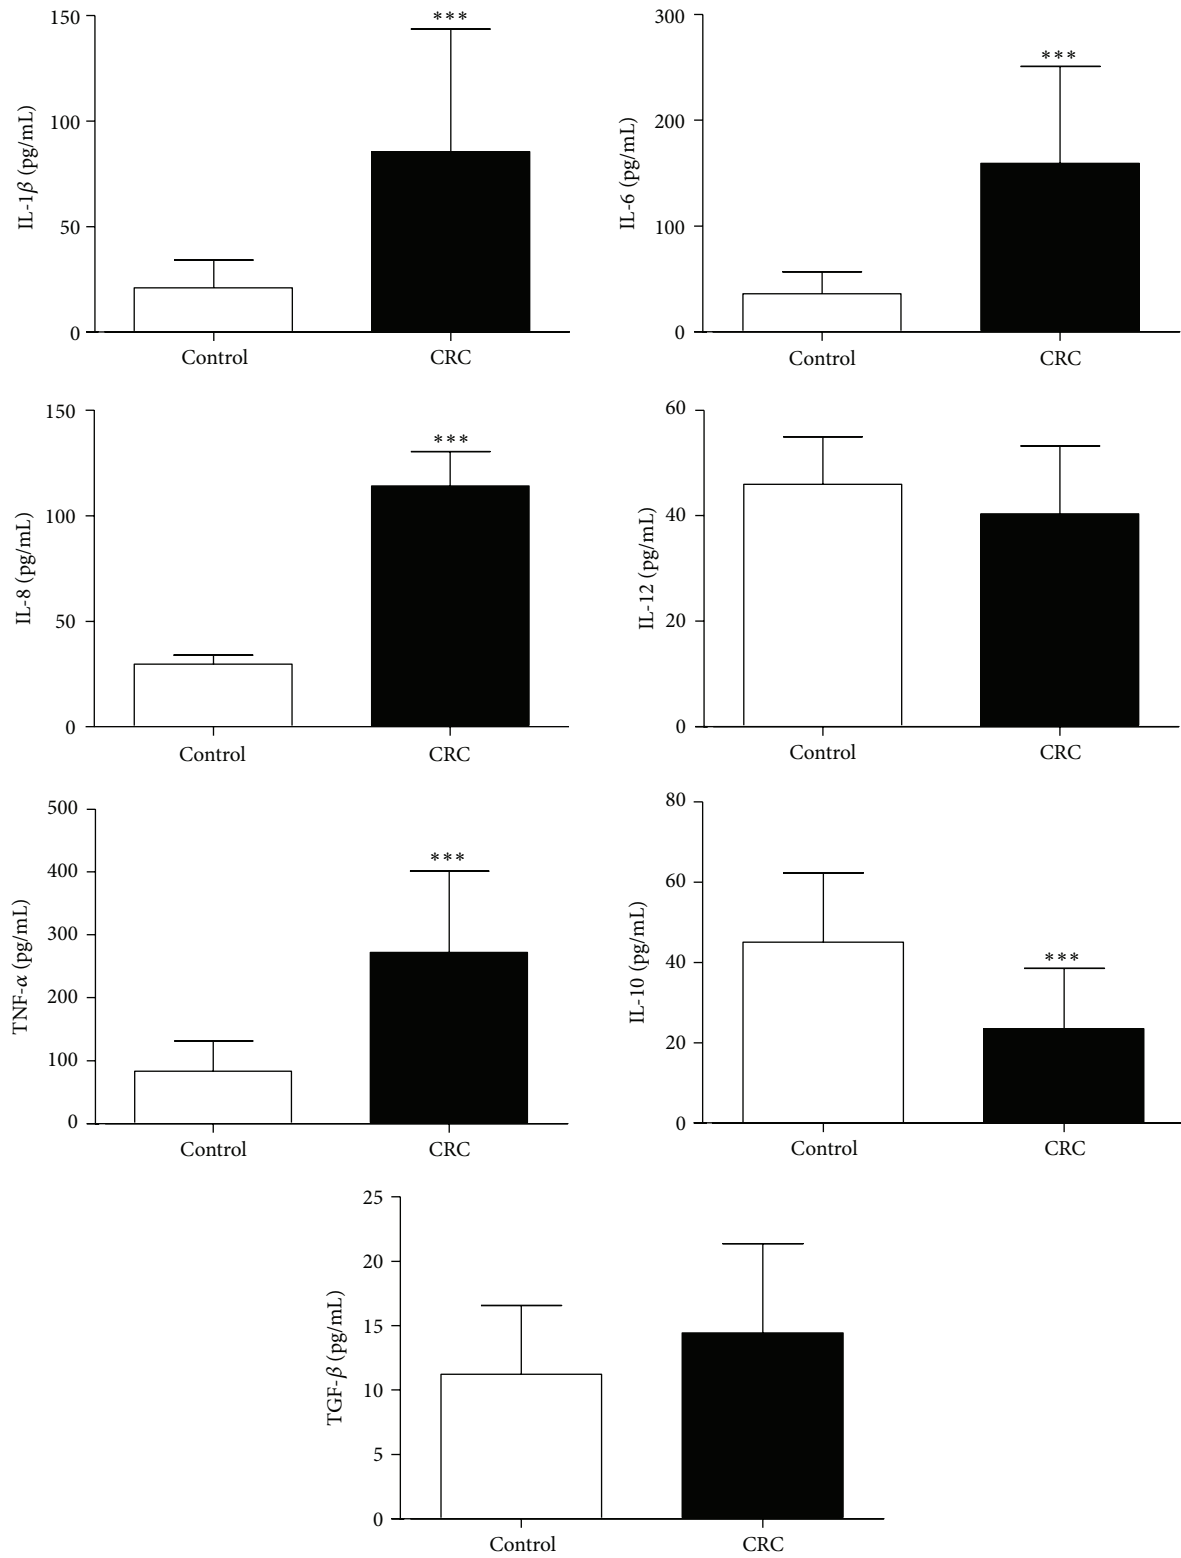 150
100
50
0
IL-1β (pg/mL)
***
Control
CRC
300
200
100
0
IL-6 (pg/mL)
***
Control
CRC
150
100
50
0
IL-8 (pg/mL)
***
Control
CRC
60
40
20
0
IL-12 (pg/mL)
Control
CRC
500
400
300
200
100
0
TNF-α (pg/mL)
***
Control
CRC
80
60
40
20
0
IL-10 (pg/mL)
***
Control
CRC
25
20
15
10
5
0
TGF-β (pg/mL)
Control
CRC